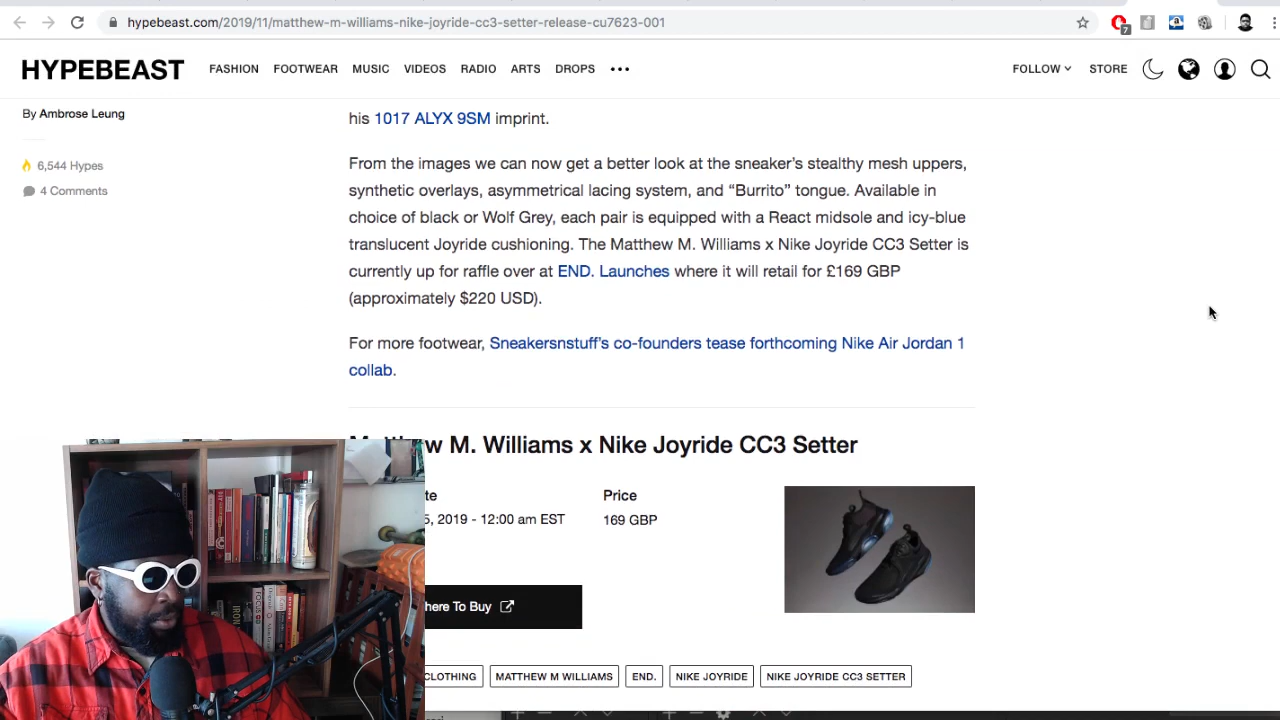 hypebeast.com/2019/11/matthew-m-williams-nike-joyride-cc3-setter-release-cu7623-001
7
HYPEBEAST FASHION FOOTWEAR MUSIC VIDEOS RADIO ARTS DROPS ••• FOLLOW STORE
By Ambrose Leung
6,544 Hypes
4 Comments
his 1017 ALYX 9SM imprint.
From the images we can now get a better look at the sneaker’s stealthy mesh uppers,
synthetic overlays, asymmetrical lacing system, and “Burrito” tongue. Available in
choice of black or Wolf Grey, each pair is equipped with a React midsole and icy-blue
translucent Joyride cushioning. The Matthew M. Williams x Nike Joyride CC3 Setter is
currently up for raffle over at END. Launches where it will retail for £169 GBP
(approximately $220 USD).
For more footwear, Sneakersnstuff’s co-founders tease forthcoming Nike Air Jordan 1
collab.
M. Williams x Nike Joyride CC3 Setter
Price
2019 - 12:00 am EST
169 GBP
To Buy
CLOTHING MATTHEW M WILLIAMS END. NIKE JOYRIDE NIKE JOYRIDE CC3 SETTER